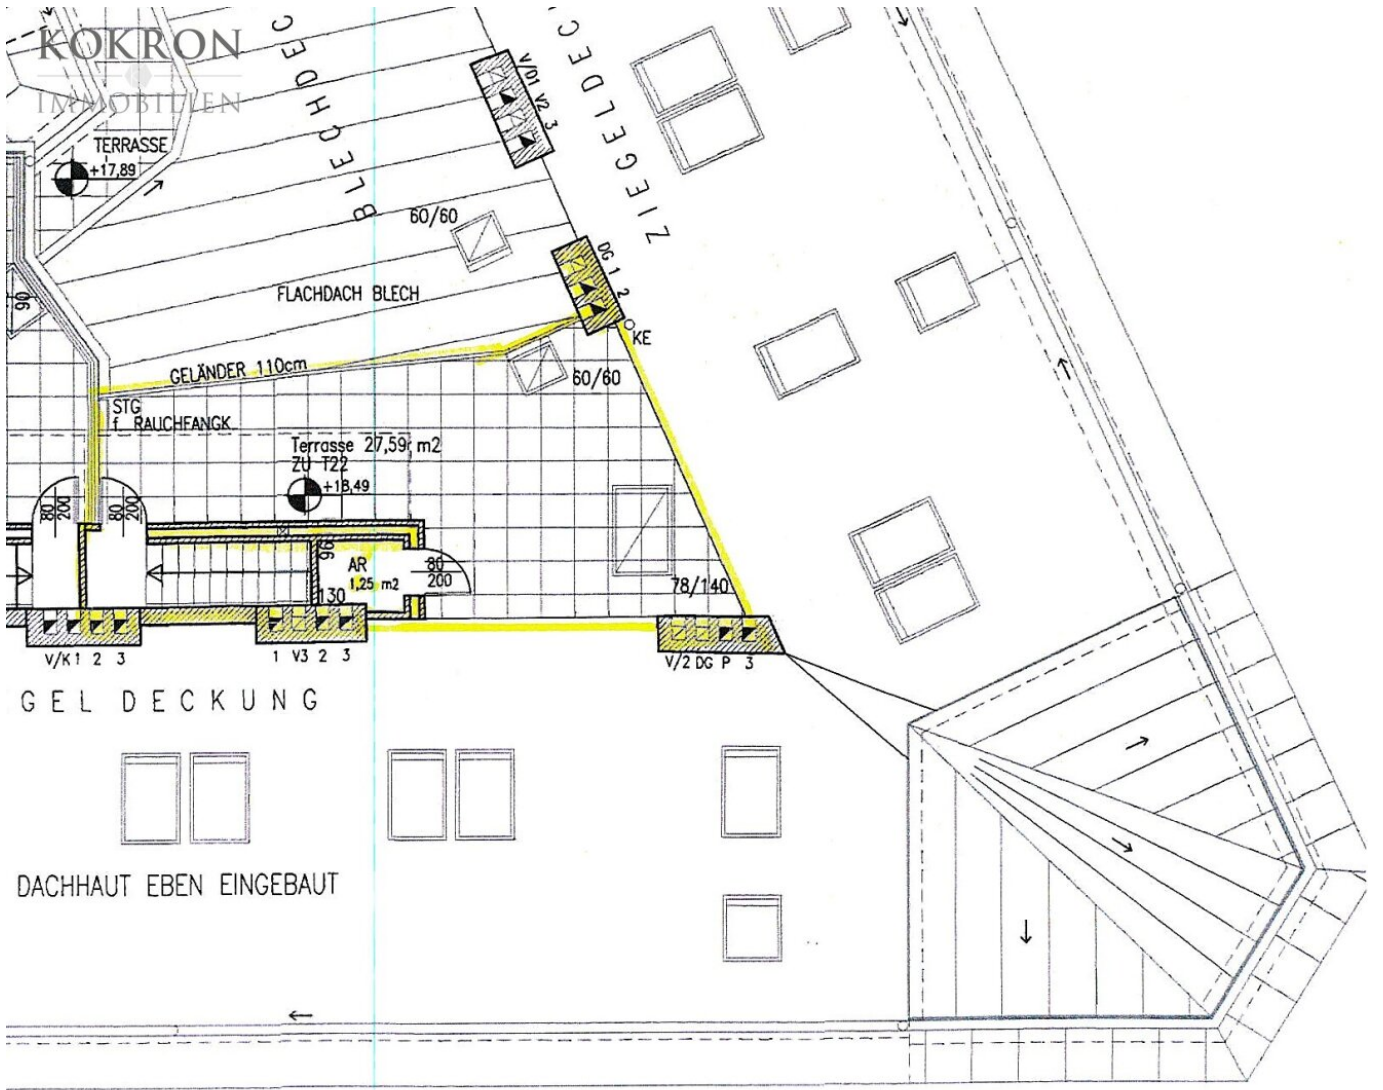 KOKRON
IMMOBILIEN
BLECHDEC
ZIEGELDEC
V/01 V2 3
TERRASSE
+17,89
60/60
DG 1 2
90
FLACHDACH BLECH
KE
GELÄNDER 110cm
60/60
STG
f. RAUCHFANGK.
Terrasse 27,59 m2
ZU T22
+18,49
80
200
80
200
96
AR
1,25 m2
80
200
130
78/140
V/K 1 2 3
1 V3 2 3
V/2 DG P 3
GEL DECKUNG
DACHHAUT EBEN EINGEBAUT